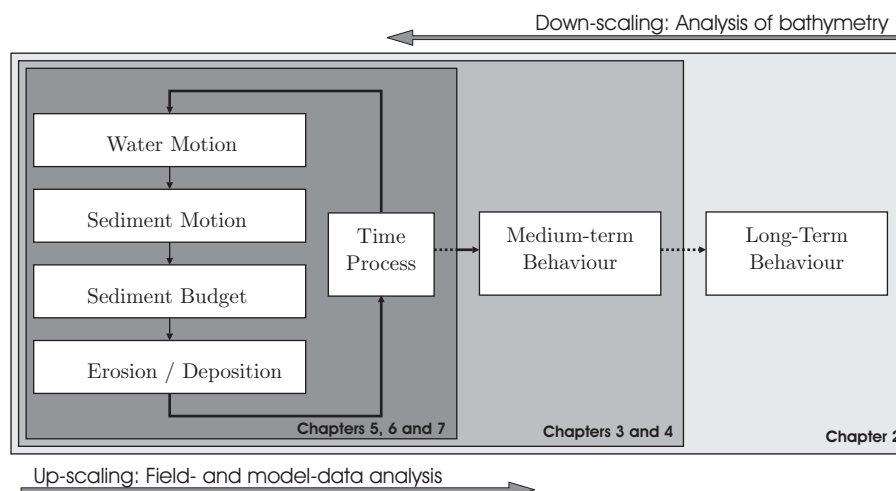 Down-scaling: Analysis of bathymetry
Water Motion
Sediment Motion
Sediment Budget
Erosion / Deposition
Time
Process
Medium-term
Behaviour
Long-Term
Behaviour
Chapters 5, 6 and 7
Chapters 3 and 4
Chapter 2
Up-scaling: Field- and model-data analysis